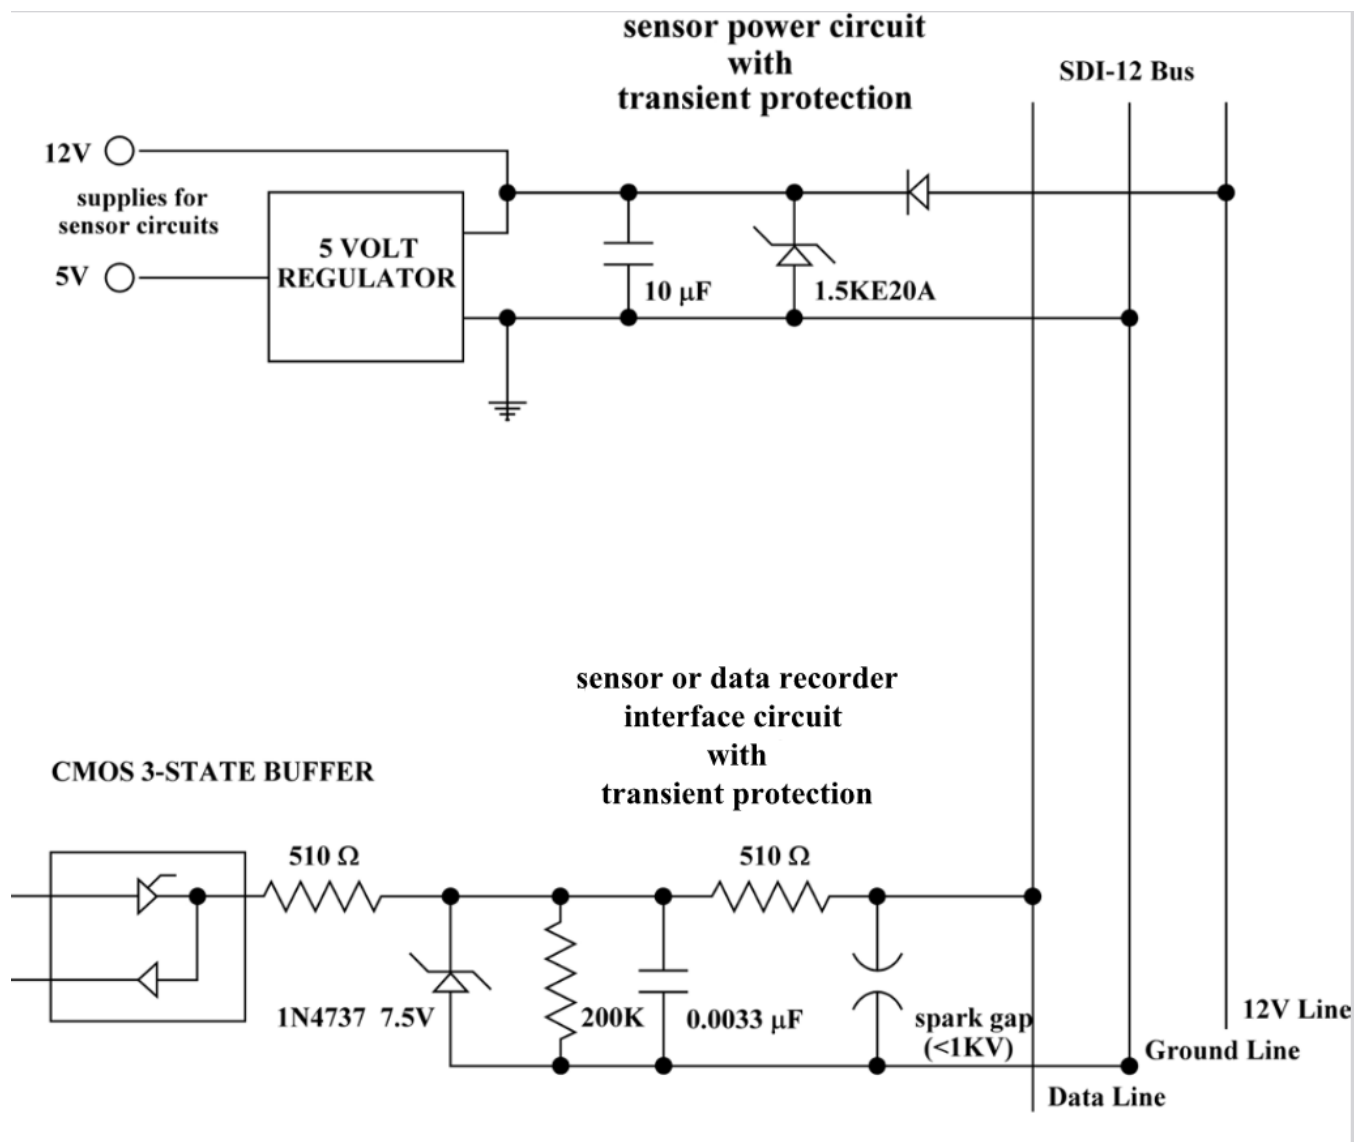 sensor power circuit
with
transient protection
SDI-12 Bus
12V
supplies for
sensor circuits
5V
5 VOLT
REGULATOR
10 μF
1.5KE20A
sensor or data recorder
interface circuit
with
transient protection
CMOS 3-STATE BUFFER
510 Ω
510 Ω
1N4737 7.5V
200K
0.0033 μF
spark gap
(<1KV)
12V Line
Ground Line
Data Line